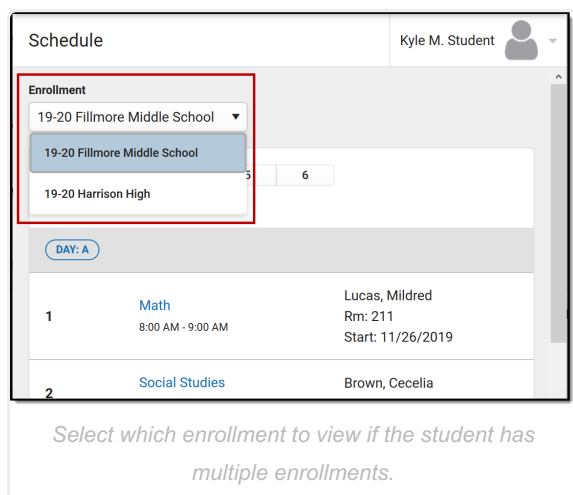 Schedule
Kyle M. Student
Enrollment
19-20 Fillmore Middle School
19-20 Fillmore Middle School
5 6
19-20 Harrison High
DAY: A
1
Math
8:00 AM - 9:00 AM
Lucas, Mildred
Rm: 211
Start: 11/26/2019
2
Social Studies
Brown, Cecelia
Select which enrollment to view if the student has
multiple enrollments.